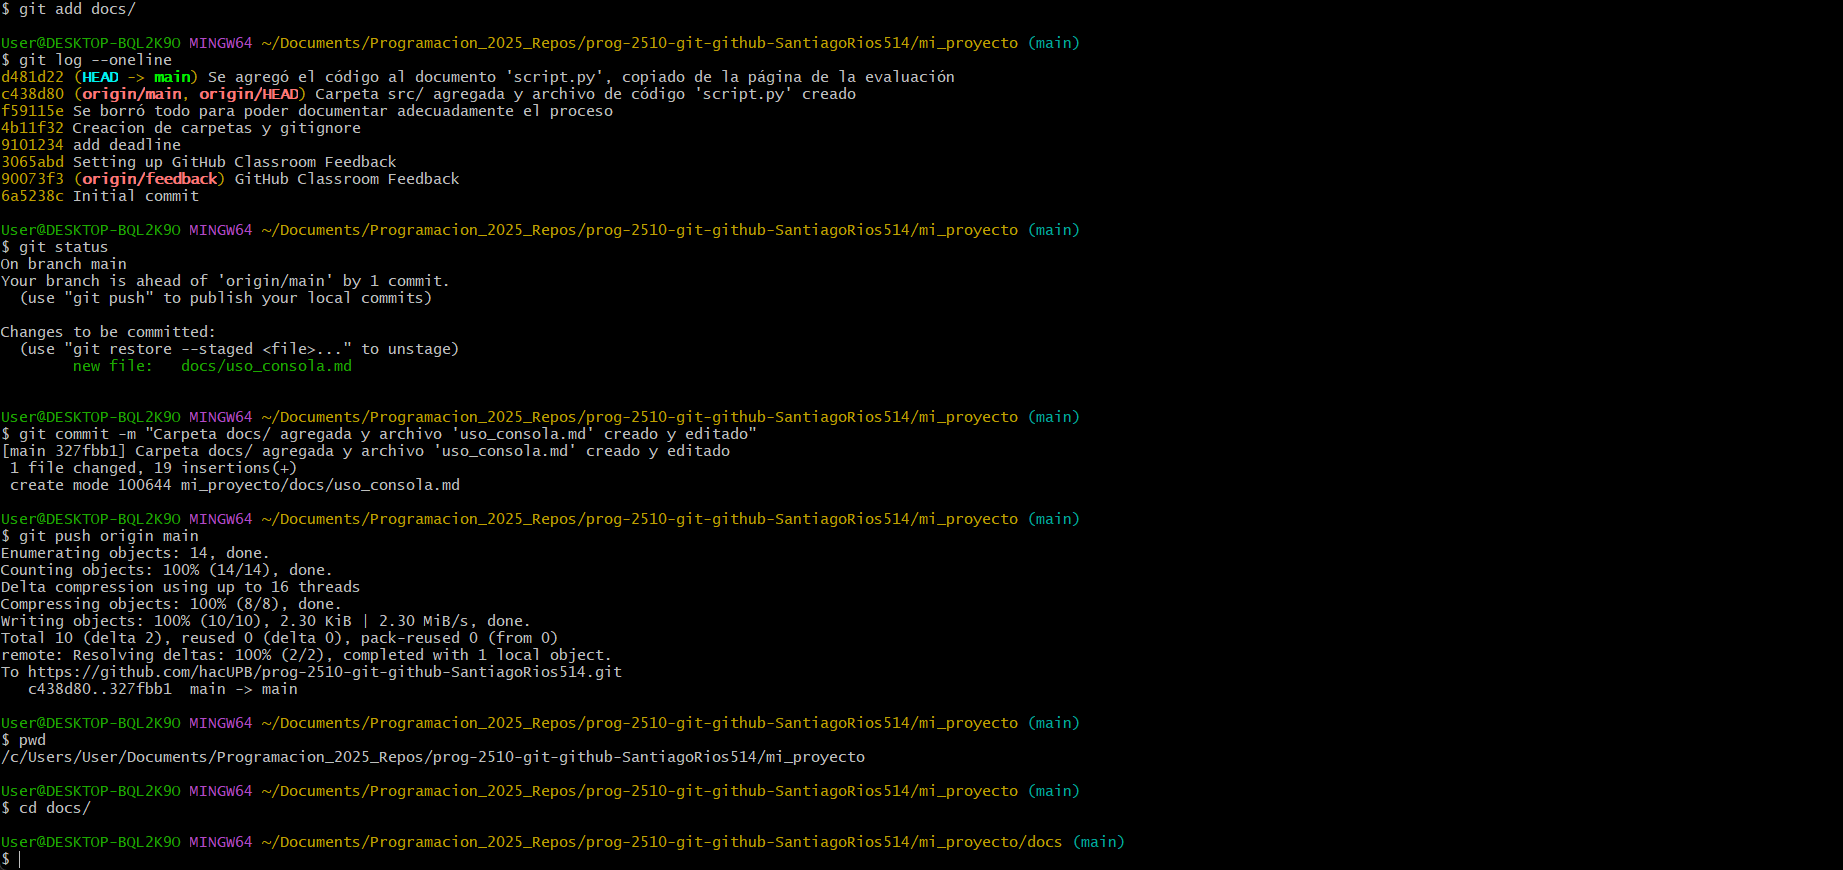 $ git add docs/
User@DESKTOP-BQL2K9O MINGW64 ~/Documents/Programacion_2025_Repos/prog-2510-git-github-SantiagoRios514/mi_proyecto (main)
$ git log --oneline
d481d22 (HEAD -> main) Se agregó el código al documento 'script.py', copiado de la página de la evaluación
c438d80 (origin/main, origin/HEAD) Carpeta src/ agregada y archivo de código 'script.py' creado
f59115e Se borró todo para poder documentar adecuadamente el proceso
4b11f32 Creacion de carpetas y gitignore
9101234 add deadline
3065abd Setting up GitHub Classroom Feedback
90073f3 (origin/feedback) GitHub Classroom Feedback
6a5238c Initial commit
User@DESKTOP-BQL2K9O MINGW64 ~/Documents/Programacion_2025_Repos/prog-2510-git-github-SantiagoRios514/mi_proyecto (main)
$ git status
On branch main
Your branch is ahead of 'origin/main' by 1 commit.
  (use "git push" to publish your local commits)
Changes to be committed:
  (use "git restore --staged <file>..." to unstage)
        new file:   docs/uso_consola.md
User@DESKTOP-BQL2K9O MINGW64 ~/Documents/Programacion_2025_Repos/prog-2510-git-github-SantiagoRios514/mi_proyecto (main)
$ git commit -m "Carpeta docs/ agregada y archivo 'uso_consola.md' creado y editado"
[main 327fbb1] Carpeta docs/ agregada y archivo 'uso_consola.md' creado y editado
 1 file changed, 19 insertions(+)
 create mode 100644 mi_proyecto/docs/uso_consola.md
User@DESKTOP-BQL2K9O MINGW64 ~/Documents/Programacion_2025_Repos/prog-2510-git-github-SantiagoRios514/mi_proyecto (main)
$ git push origin main
Enumerating objects: 14, done.
Counting objects: 100% (14/14), done.
Delta compression using up to 16 threads
Compressing objects: 100% (8/8), done.
Writing objects: 100% (10/10), 2.30 KiB | 2.30 MiB/s, done.
Total 10 (delta 2), reused 0 (delta 0), pack-reused 0 (from 0)
remote: Resolving deltas: 100% (2/2), completed with 1 local object.
To https://github.com/hacUPB/prog-2510-git-github-SantiagoRios514.git
   c438d80..327fbb1  main -> main
User@DESKTOP-BQL2K9O MINGW64 ~/Documents/Programacion_2025_Repos/prog-2510-git-github-SantiagoRios514/mi_proyecto (main)
$ pwd
/c/Users/User/Documents/Programacion_2025_Repos/prog-2510-git-github-SantiagoRios514/mi_proyecto
User@DESKTOP-BQL2K9O MINGW64 ~/Documents/Programacion_2025_Repos/prog-2510-git-github-SantiagoRios514/mi_proyecto (main)
$ cd docs/
User@DESKTOP-BQL2K9O MINGW64 ~/Documents/Programacion_2025_Repos/prog-2510-git-github-SantiagoRios514/mi_proyecto/docs (main)
$